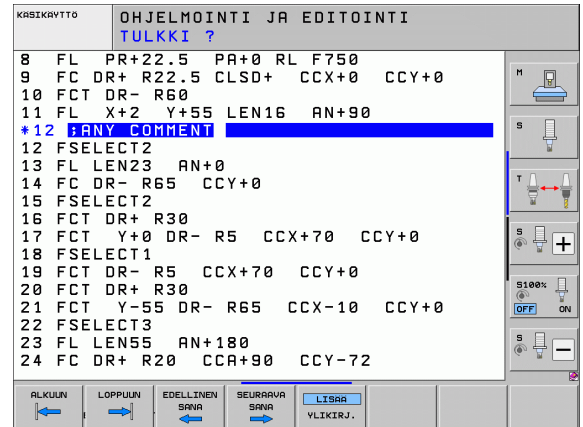 KÄSIKÄYTTÖ
OHJELMOINTI JA EDITOINTI
TULKKI ?
8 FL PR+22.5 PA+0 RL F750
9 FC DR+ R22.5 CLSD+ CCX+0 CCY+0
10 FCT DR- R60
11 FL X+2 Y+55 LEN16 AN+90
*12 ;ANY COMMENT
12 FSELECT2
13 FL LEN23 AN+0
14 FC DR- R65 CCY+0
15 FSELECT2
16 FCT DR+ R30
17 FCT Y+0 DR- R5 CCX+70 CCY+0
18 FSELECT1
19 FCT DR- R5 CCX+70 CCY+0
20 FCT DR+ R30
21 FCT Y-55 DR- R65 CCX-10 CCY+0
22 FSELECT3
23 FL LEN55 AN+180
24 FC DR+ R20 CCA+90 CCY-72
M
S
T
S
+
S100%
OFF ON
S
-
ALKUUN
LOPPUUN
EDELLINEN
SANA
SEURAAVA
SANA
LISÄÄ
YLIKIRJ.